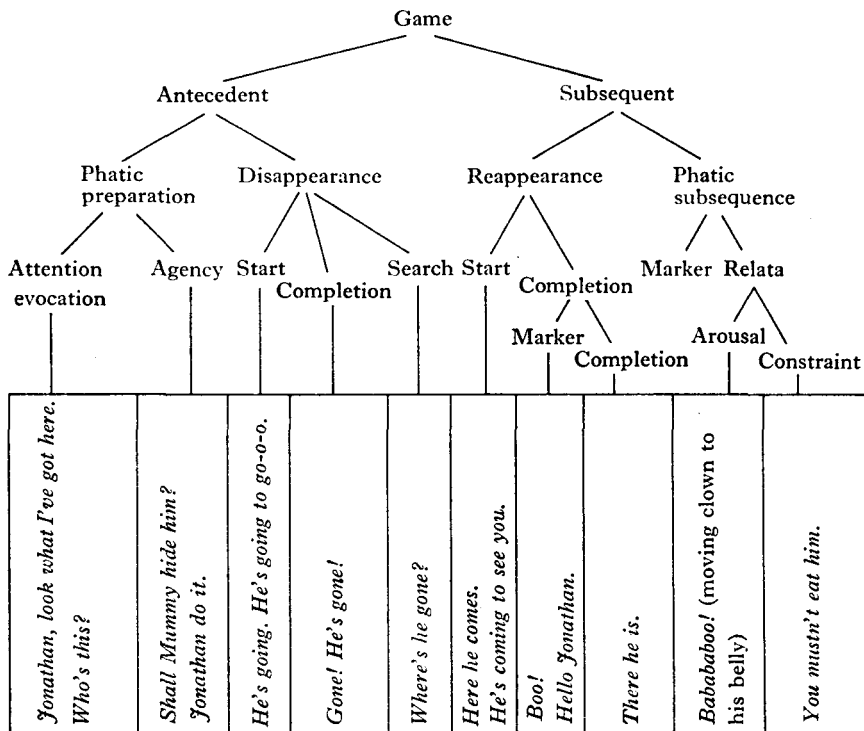 Game
Antecedent
Subsequent
Phatic
preparation
Disappearance
Reappearance
Phatic
subsequence
Attention
evocation
Agency
Start
Completion
Search
Start
Completion
Marker
Completion
Marker
Relata
Arousal
Constraint
Jonathan, look what I've got here.
Who's this?
Shall Mummy hide him?
Jonathan do it.
He's going. He's going to go-o-o.
Gone! He's gone!
Where's he gone?
Here he comes.
He's coming to see you.
Boo!
Hello Jonathan.
There he is.
Babababoo! (moving clown to
his belly)
You mustn't eat him.